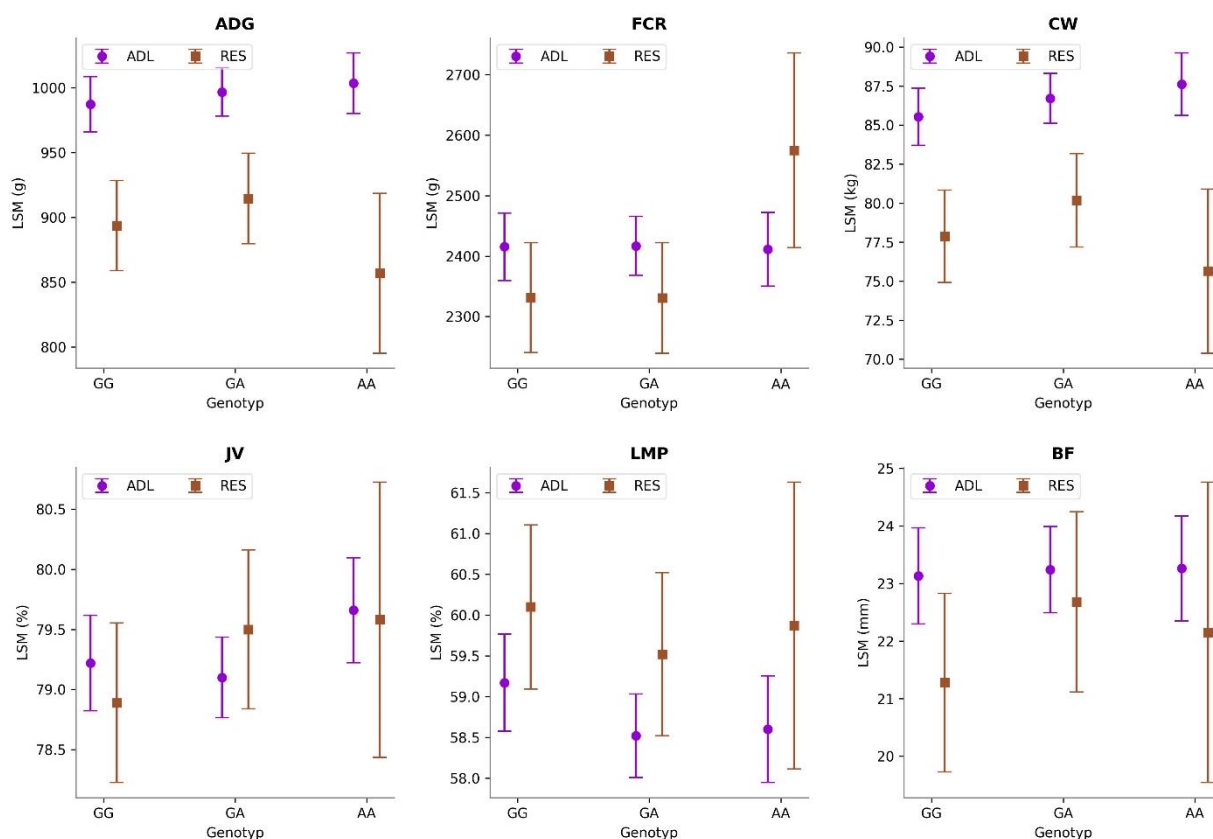 ADG
ADL RES
LSM (g)
1000
950
900
850
800
GG GA AA
Genotyp
FCR
ADL RES
LSM (g)
2700
2600
2500
2400
2300
GG GA AA
Genotyp
CW
ADL RES
LSM (kg)
90.0
87.5
85.0
82.5
80.0
77.5
75.0
72.5
70.0
GG GA AA
Genotyp
JV
ADL RES
LSM (%)
80.5
80.0
79.5
79.0
78.5
GG GA AA
Genotyp
LMP
ADL RES
LSM (%)
61.5
61.0
60.5
60.0
59.5
59.0
58.5
58.0
GG GA AA
Genotyp
BF
ADL RES
LSM (mm)
25
24
23
22
21
20
GG GA AA
Genotyp